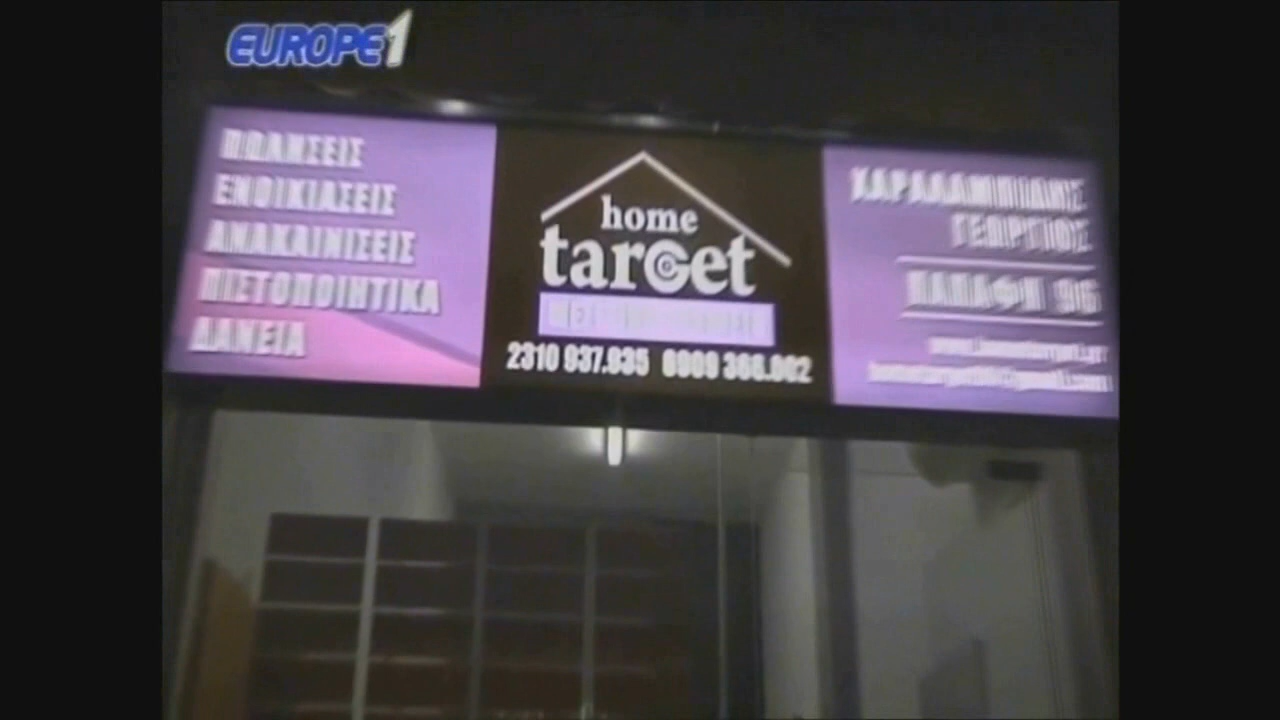 EUROPE1
ΠΩΛΗΣΕΙΣ
ΕΝΟΙΚΙΑΣΕΙΣ
ΑΝΑΚΑΙΝΙΣΕΙΣ
ΠΙΣΤΟΠΟΙΗΤΙΚΑ
ΔΑΝΕΙΑ
home
target
2310 937.935
ΧΑΡΑΛΑΜΠΙΔΗΣ
ΓΕΩΡΓΙΟΣ
ΠΑΠΑΦΗ 96